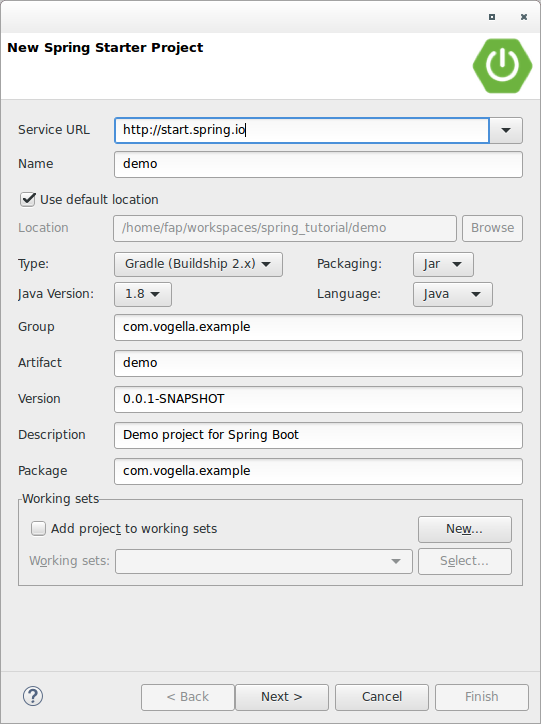 New Spring Starter Project
Service URL http://start.spring.io
Name demo
Use default location
Location /home/fap/workspaces/spring_tutorial/demo Browse
Type: Gradle (Buildship 2.x) Packaging: Jar
Java Version: 1.8 Language: Java
Group com.vogella.example
Artifact demo
Version 0.0.1-SNAPSHOT
Description Demo project for Spring Boot
Package com.vogella.example
Working sets
Add project to working sets New...
Working sets: Select...
? < Back Next > Cancel Finish